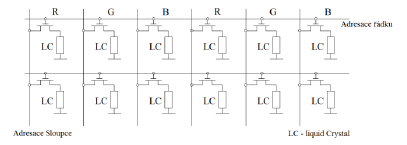 R G B R G B
Adresace řádku
LC LC LC LC LC LC
LC LC LC LC LC LC
Adresace Sloupce LC - liquid Crystal